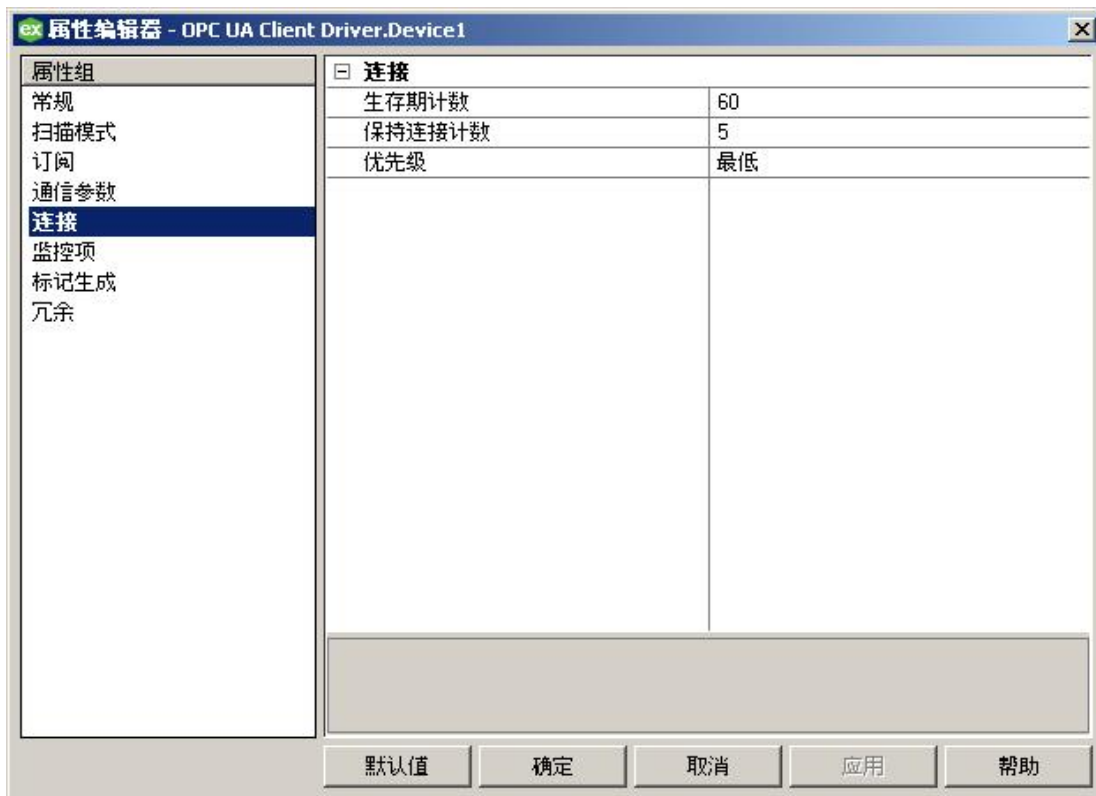 ex 属性编辑器 - OPC UA Client Driver.Device1
属性组
常规
扫描模式
订阅
通信参数
连接
监控项
标记生成
冗余
连接
生存期计数 60
保持连接计数 5
优先级 最低
默认值 确定 取消 应用 帮助